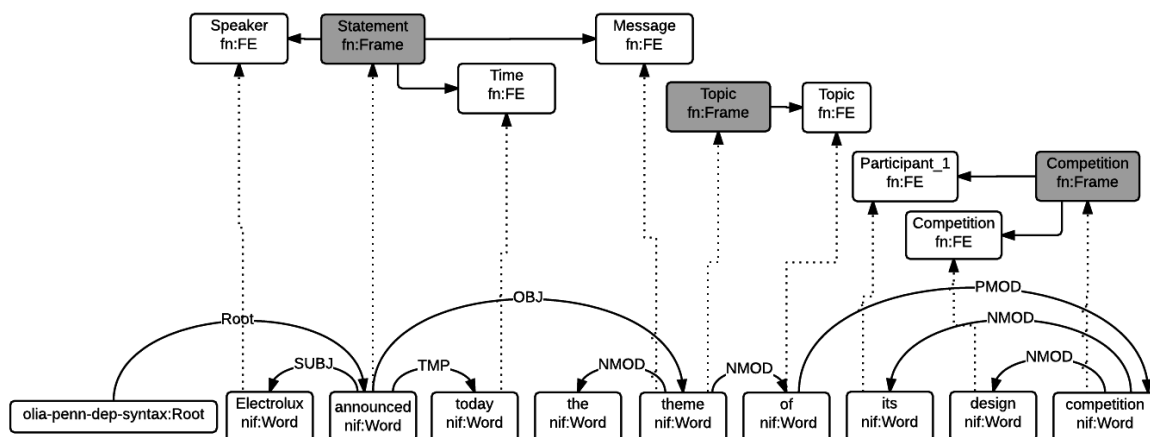 Speaker
fn:FE
Statement
fn:Frame
Message
fn:FE
Time
fn:FE
Topic
fn:Frame
Topic
fn:FE
Participant_1
fn:FE
Competition
fn:Frame
Competition
fn:FE
Root
SUBJ
TMP
OBJ
NMOD
NMOD
PMOD
NMOD
NMOD
olia-penn-dep-syntax:Root
Electrolux
nif:Word
announced
nif:Word
today
nif:Word
the
nif:Word
theme
nif:Word
of
nif:Word
its
nif:Word
design
nif:Word
competition
nif:Word